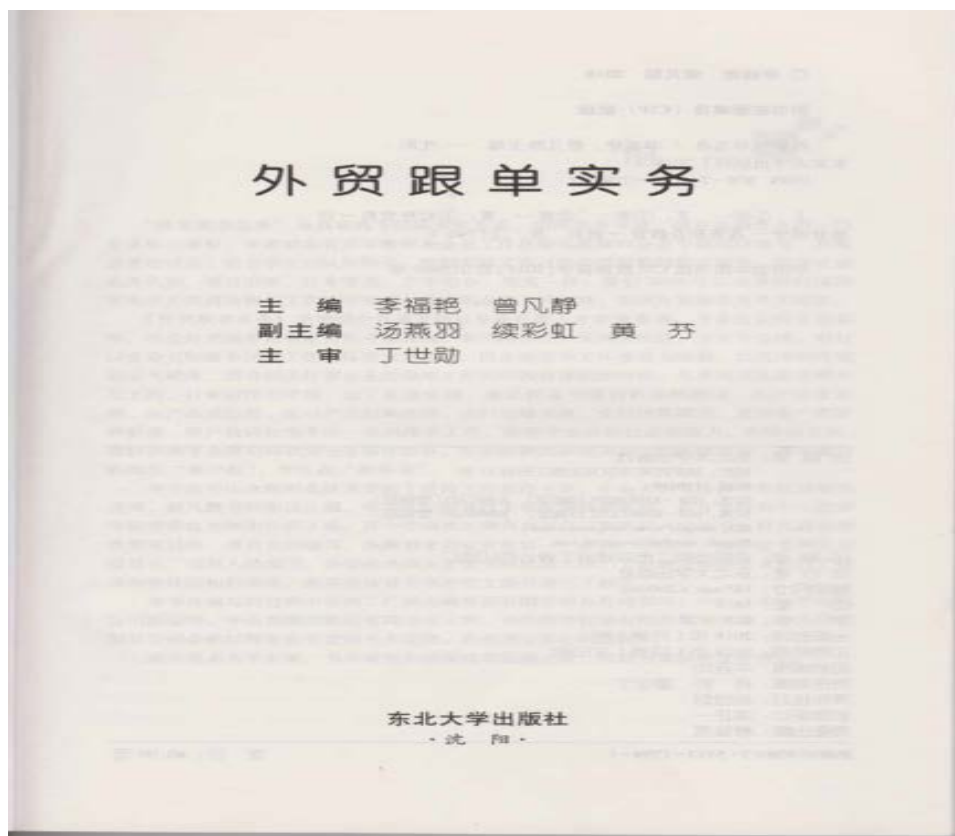 外贸跟单实务
主 编 李福艳 曾凡静
副主编 汤燕羽 续彩虹 黄 芬
主 审 丁世勋
东北大学出版社
·沈 阳·